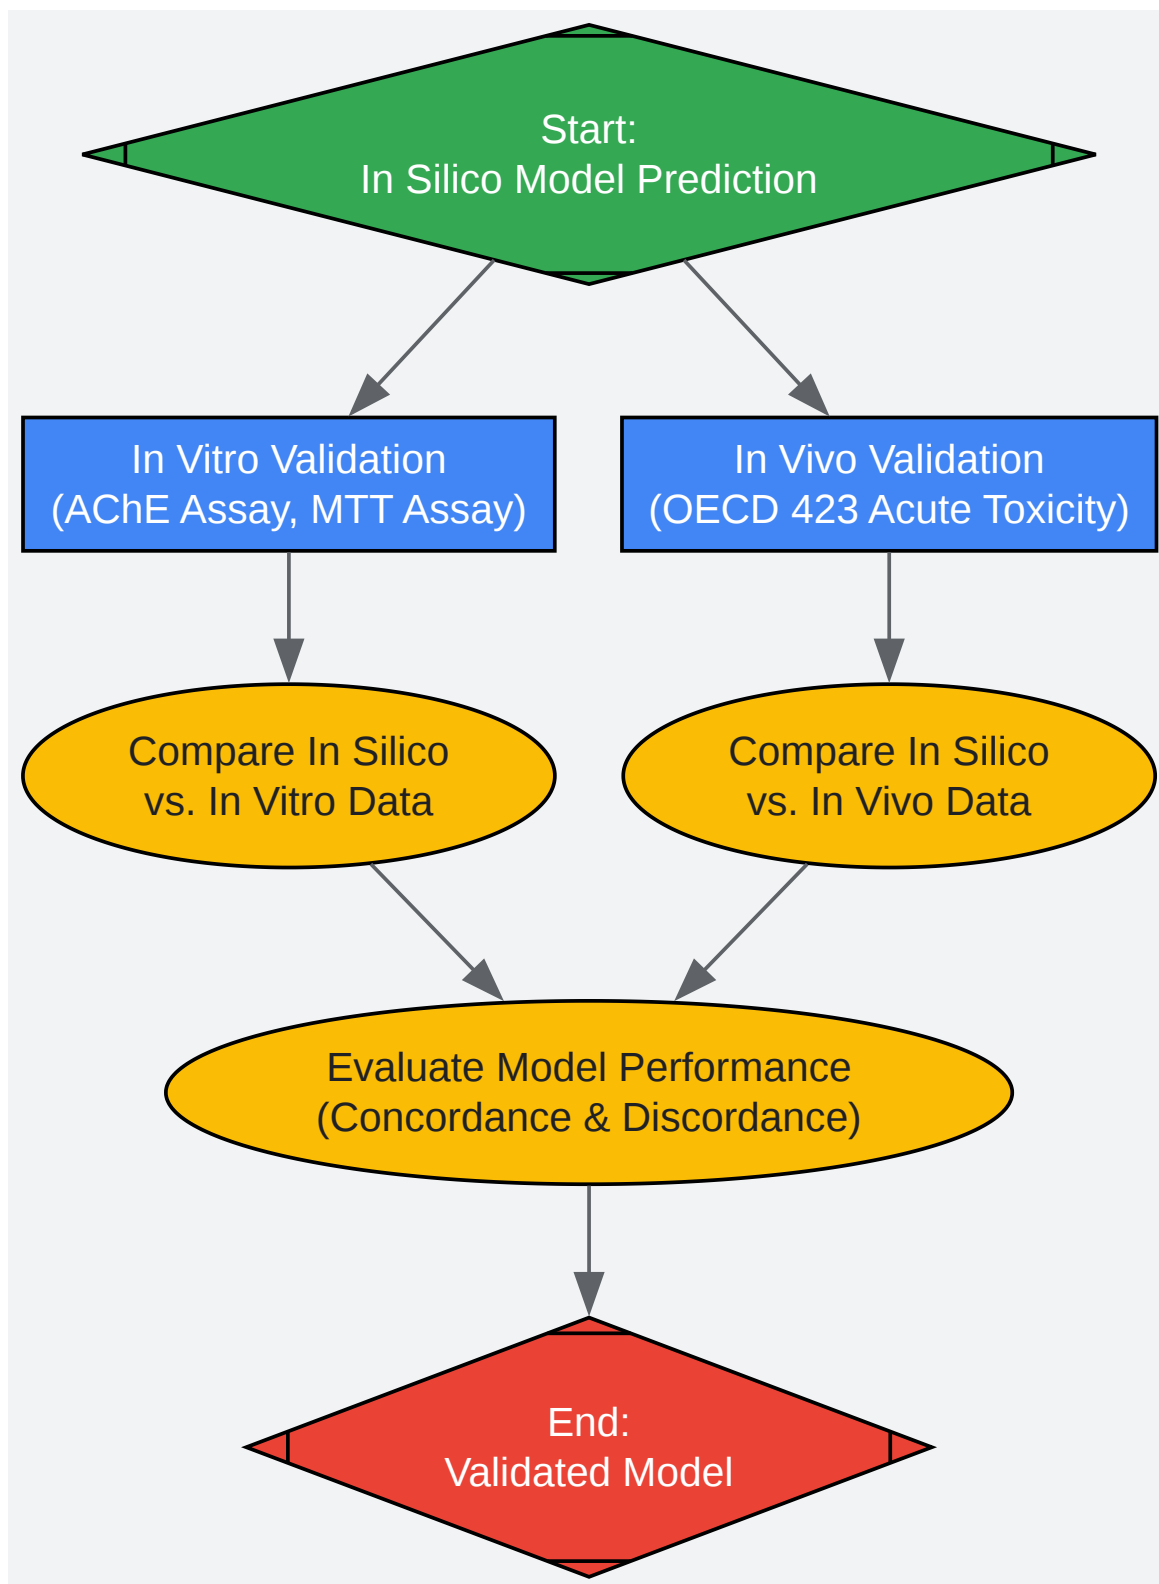 Start:
In Silico Model Prediction
In Vitro Validation
(AChE Assay, MTT Assay)
In Vivo Validation
(OECD 423 Acute Toxicity)
Compare In Silico
vs. In Vitro Data
Compare In Silico
vs. In Vivo Data
Evaluate Model Performance
(Concordance & Discordance)
End:
Validated Model